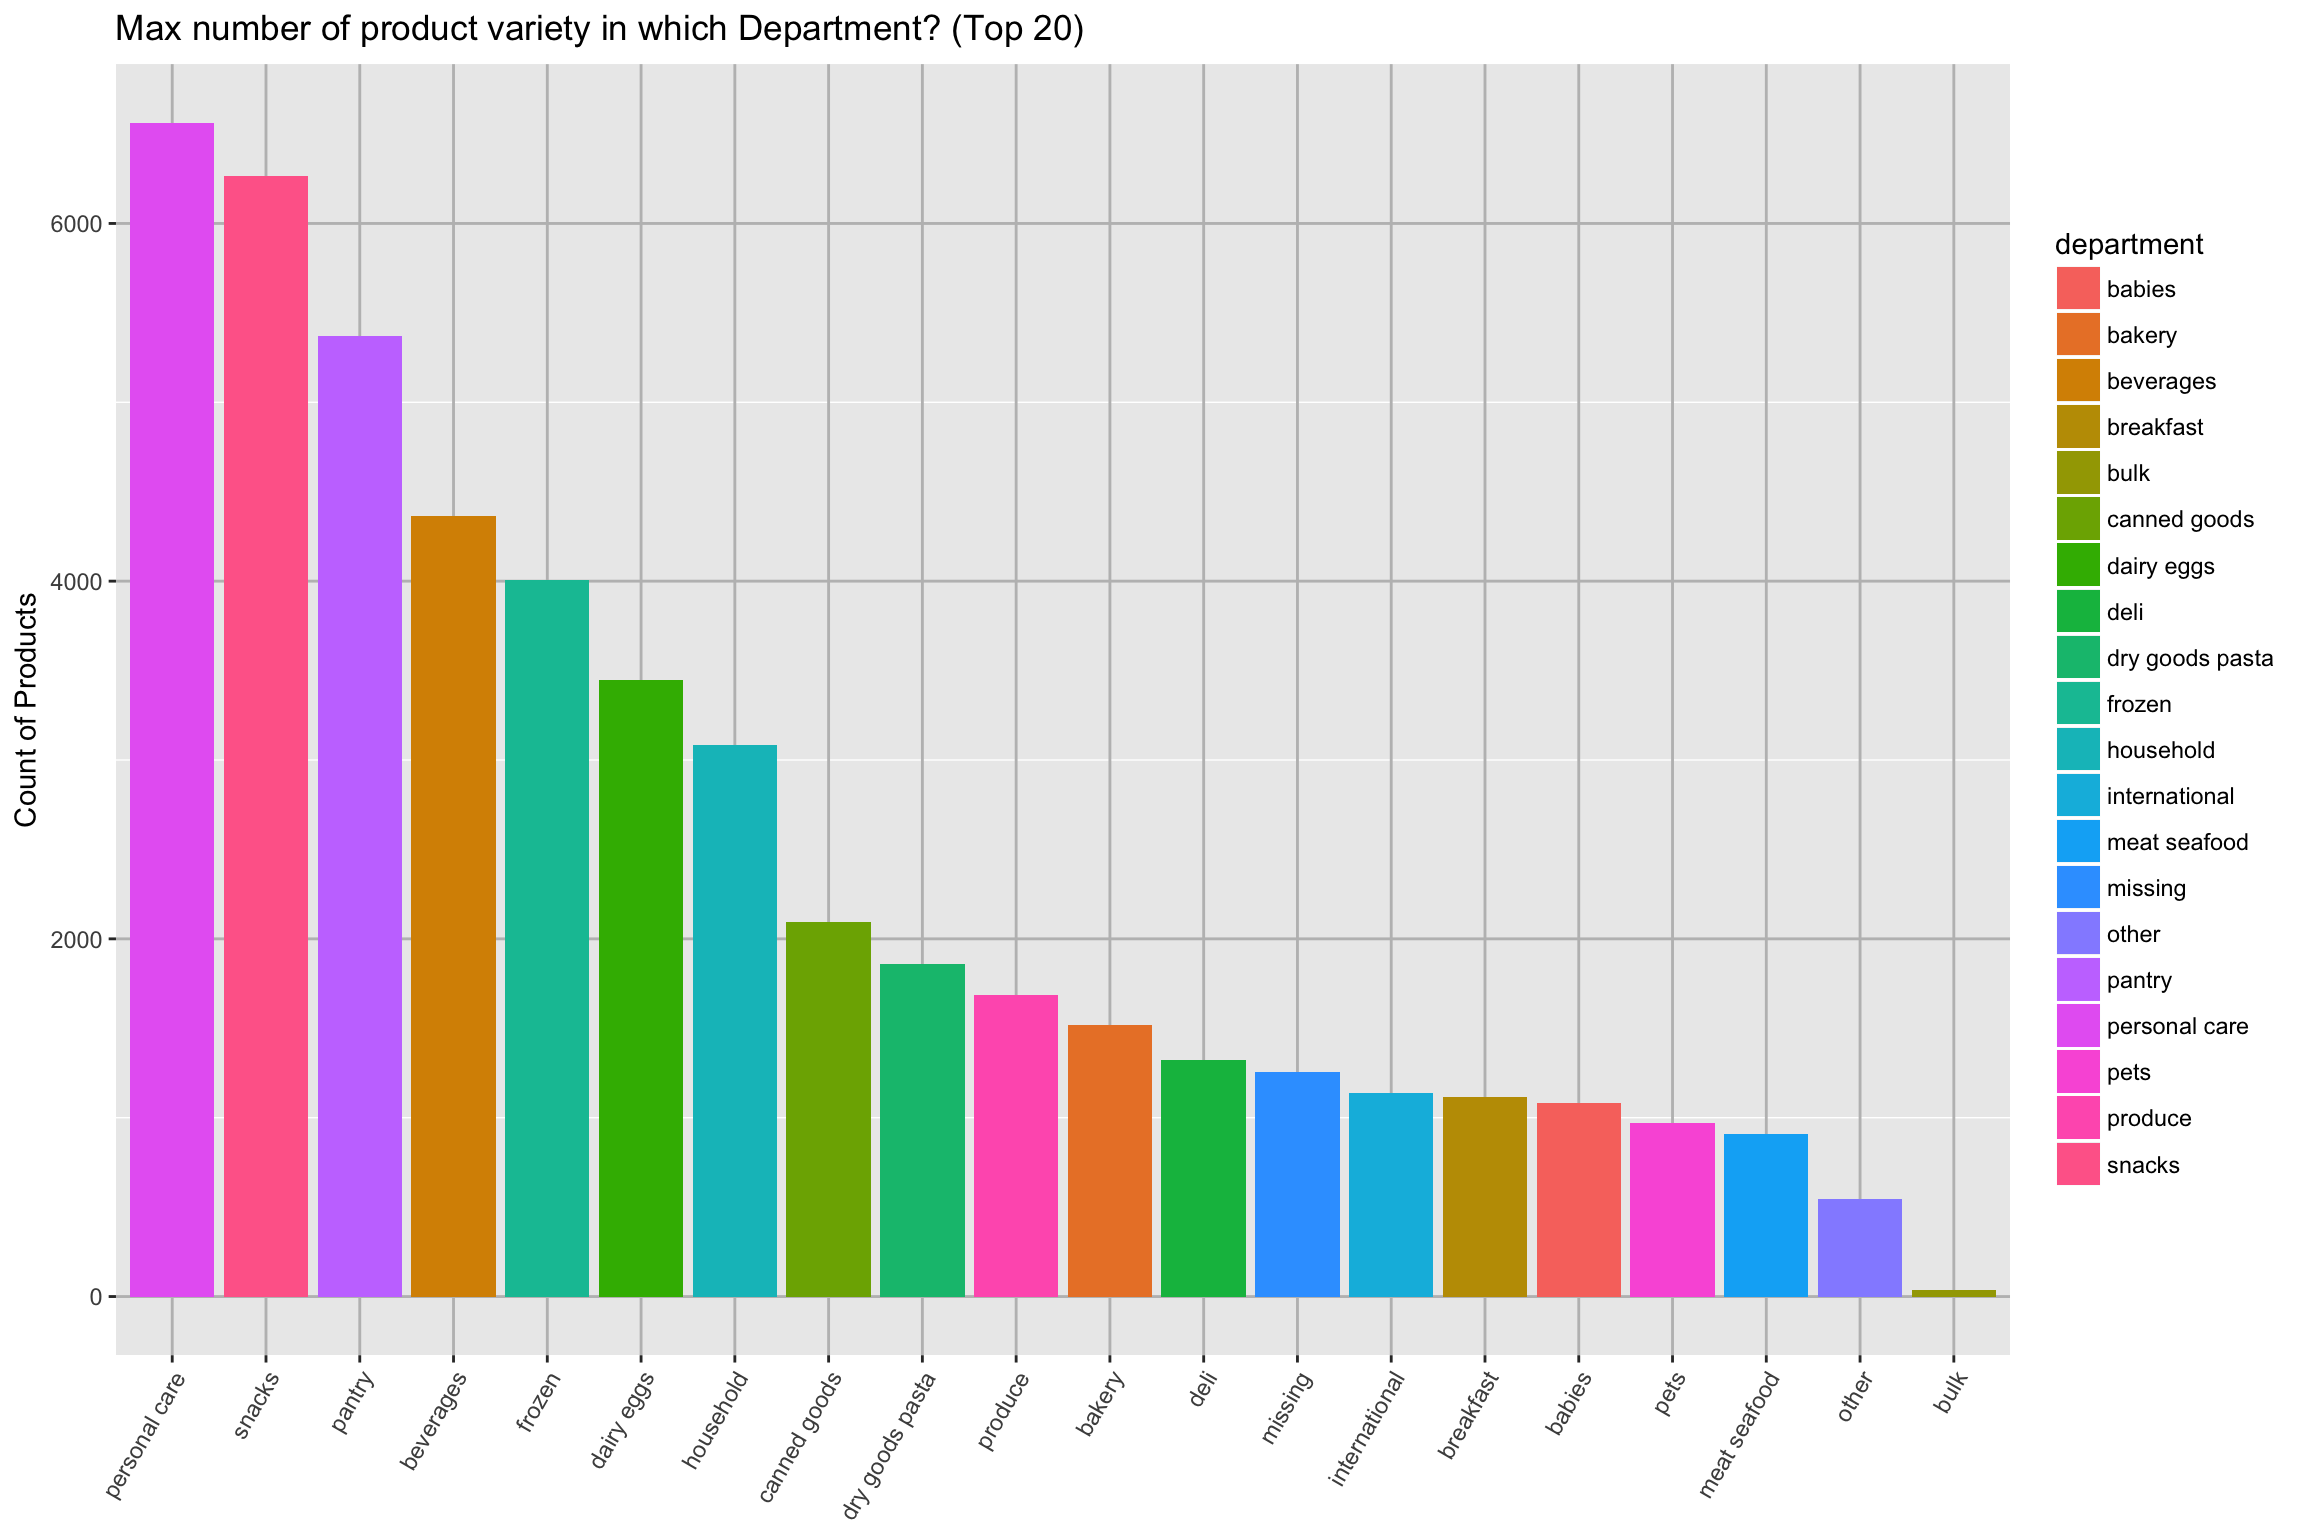 Max number of product variety in which Department? (Top 20)
Count of Products
6000
4000
2000
0
personal care
snacks
pantry
beverages
frozen
dairy eggs
household
canned goods
dry goods pasta
produce
bakery
deli
missing
international
breakfast
babies
pets
meat seafood
other
bulk
department
babies
bakery
beverages
breakfast
bulk
canned goods
dairy eggs
deli
dry goods pasta
frozen
household
international
meat seafood
missing
other
pantry
personal care
pets
produce
snacks